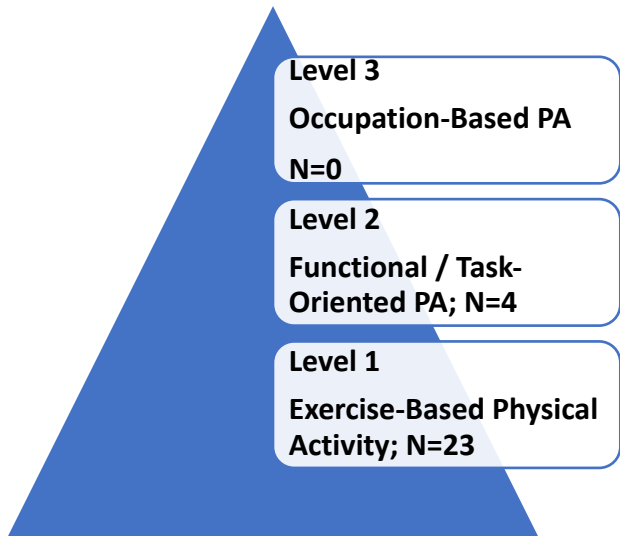 Level 3
Occupation-Based PA
N=0
Level 2
Functional / Task-
Oriented PA; N=4
Level 1
Exercise-Based Physical
Activity; N=23